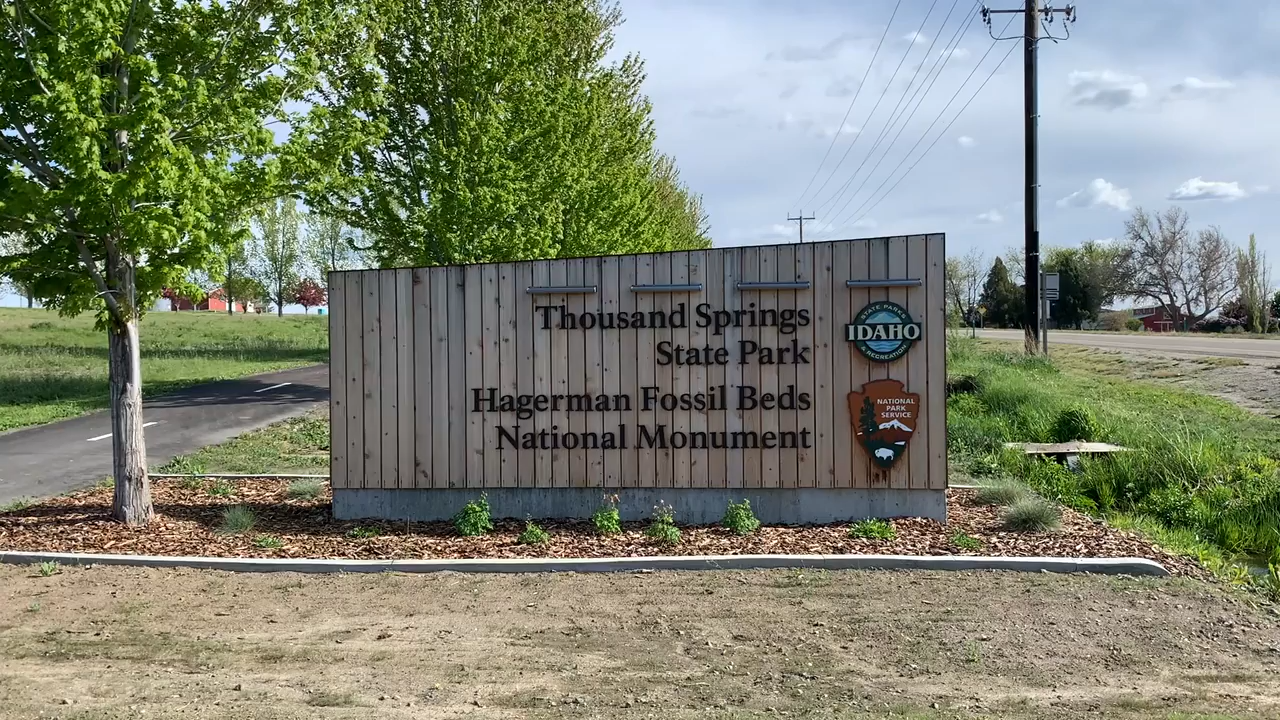 Thousand Springs
State Park
Hagerman Fossil Beds
National Monument
STATE PARKS
IDAHO
& RECREATION
NATIONAL
PARK
SERVICE